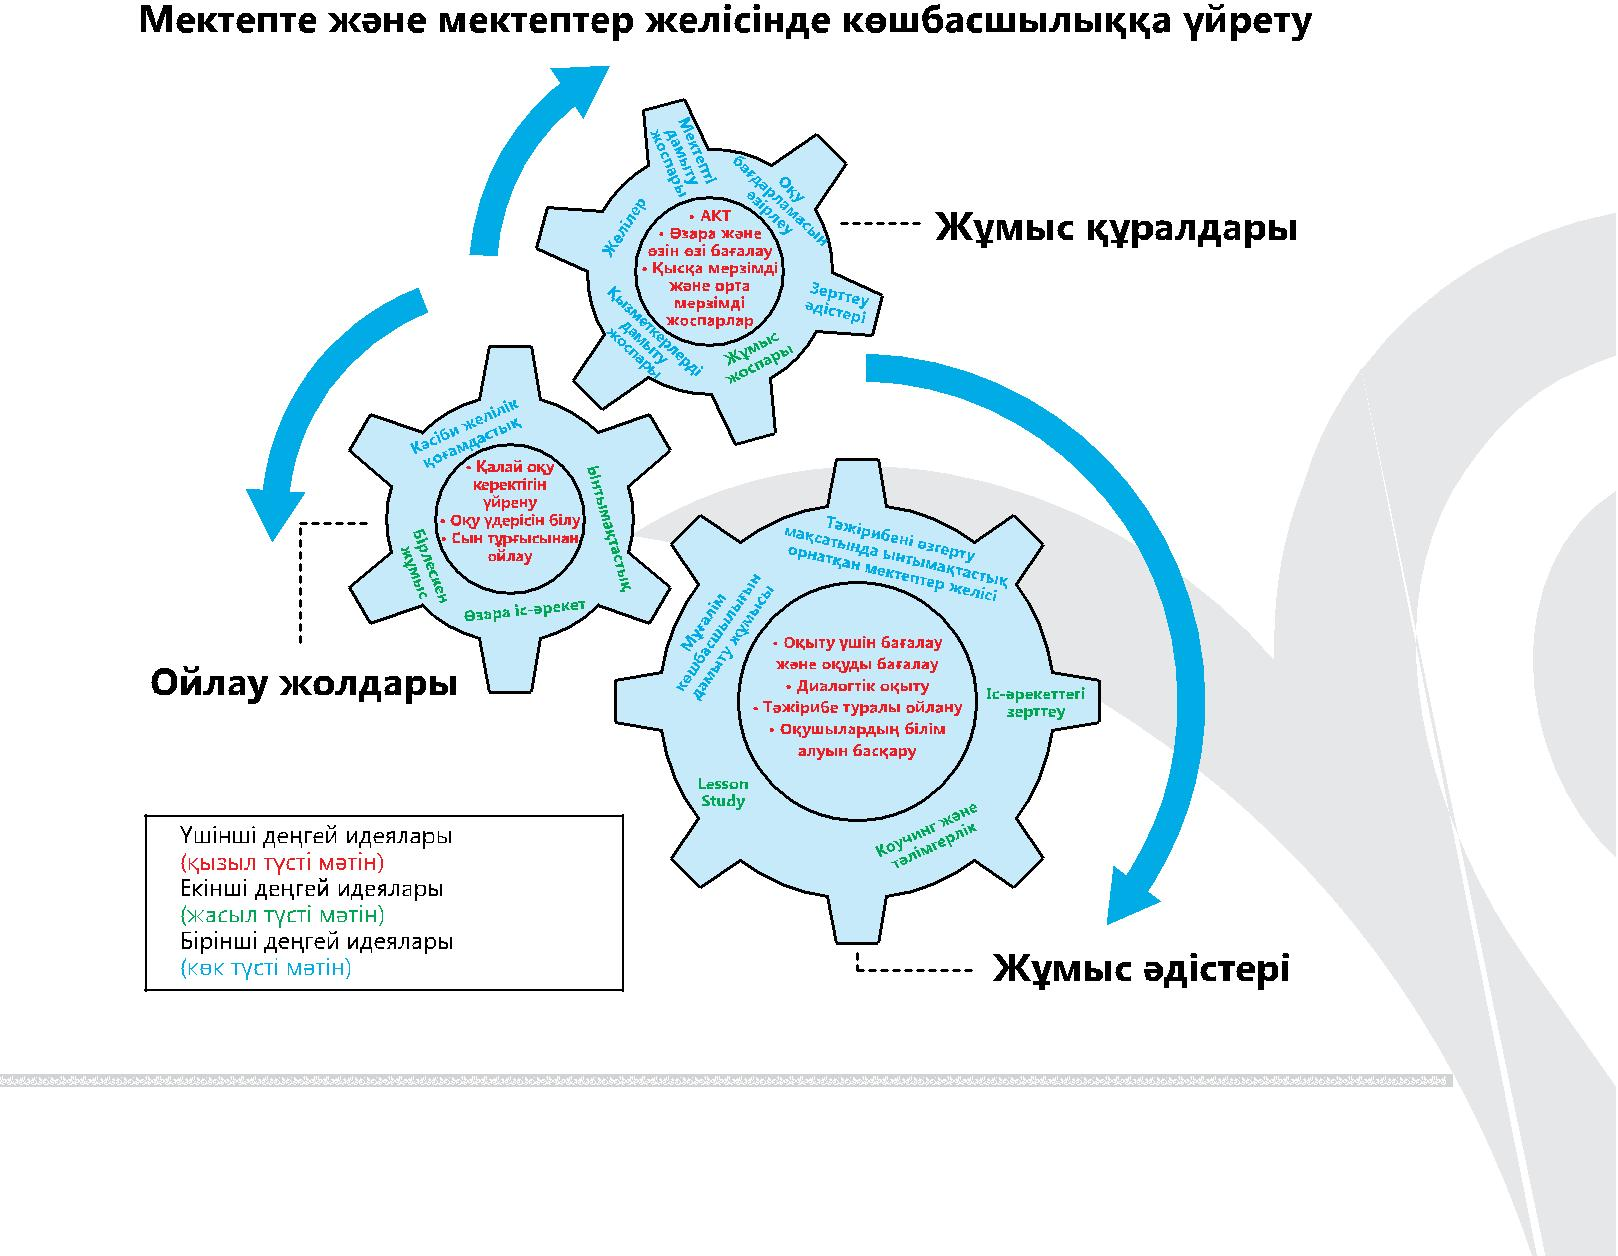 Мектепте және мектептер желісінде көшбасшылыққа үйрету
Мектепті
дамыту
жоспары
Оқу
бағдарламасын
әзірлеу
Желілер
• АКТ
• Өзара және
өзін өзі бағалау
• Қысқа мерзімді
және орта
мерзімді
жоспарлар
Зерттеу
әдістері
Қызметкерлерді
дамыту
жоспары
Жұмыс
жоспары
Жұмыс құралдары
Кәсіби желілік
қоғамдастық
• Қалай оқу
керектігін
үйрену
• Оқу үдерісін білу
• Сын тұрғысынан
ойлау
Ынтымақтастық
Бірлескен
жұмыс
Өзара іс-әрекет
Ойлау жолдары
Тәжірибені өзгерту
мақсатында ынтымақтастық
орнатқан мектептер желісі
Мұғалім
көшбасшылығын
дамыту жұмысы
• Оқыту үшін бағалау
және оқуды бағалау
• Диалогтік оқыту
• Тәжірибе туралы ойлану
• Оқушылардың білім
алуын басқару
Іс-әрекеттегі
зерттеу
Lesson
Study
Коучинг және
тәлімгерлік
Жұмыс әдістері
Үшінші деңгей идеялары
(қызыл түсті мәтін)
Екінші деңгей идеялары
(жасыл түсті мәтін)
Бірінші деңгей идеялары
(көк түсті мәтін)